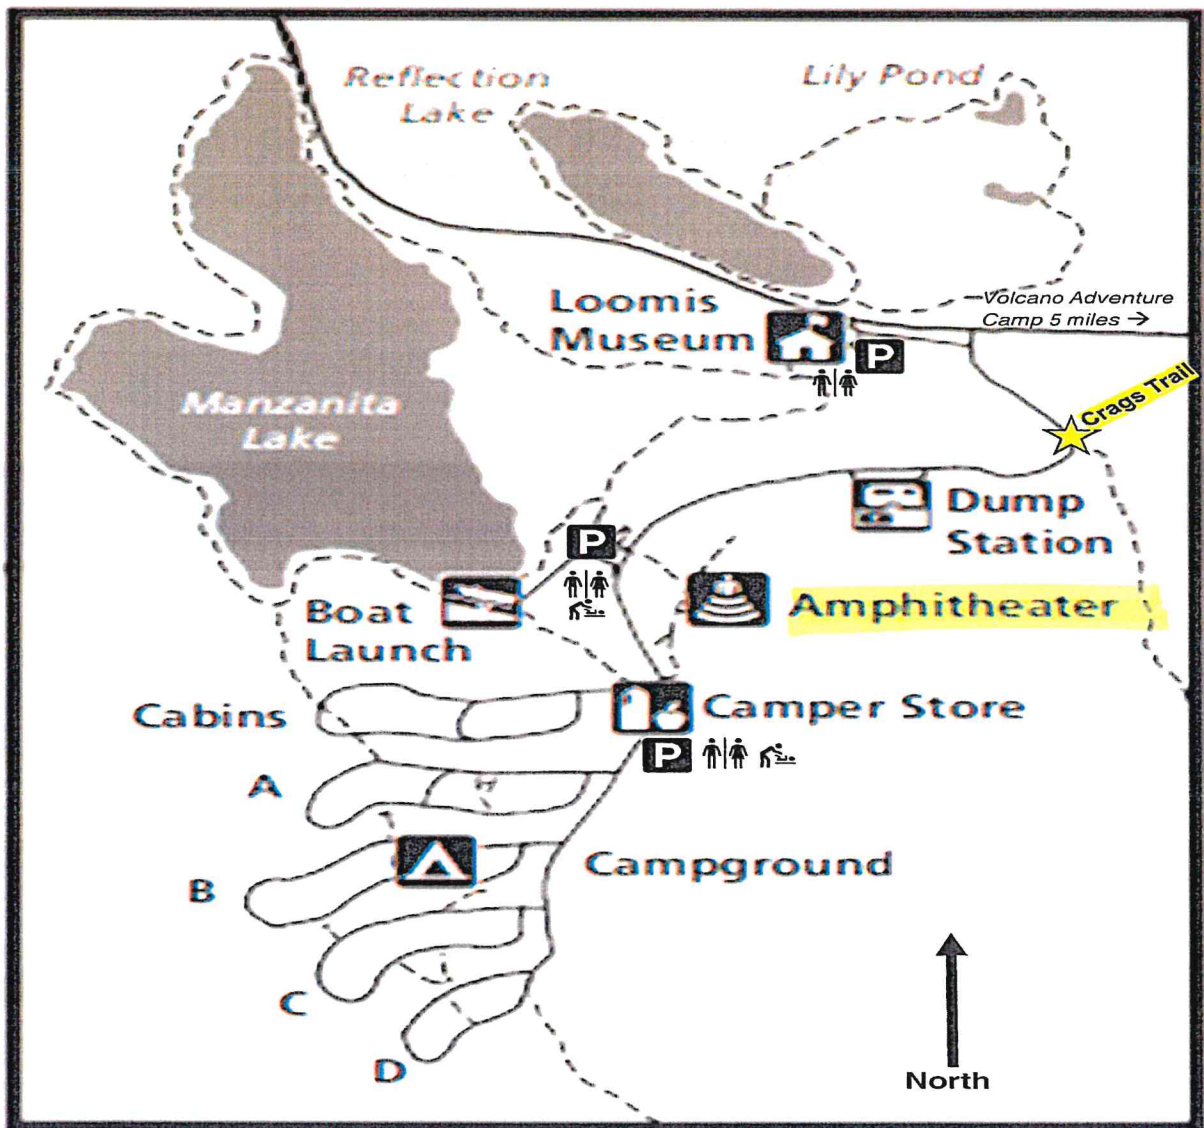 Reflection
Lake
Lily Pond
Loomis
Museum
Volcano Adventure
Camp 5 miles →
P
Crags Trail
Manzanita
Lake
Dump
Station
P
Boat
Launch
Amphitheater
Cabins
Camper Store
P
A
Campground
B
C
D
North